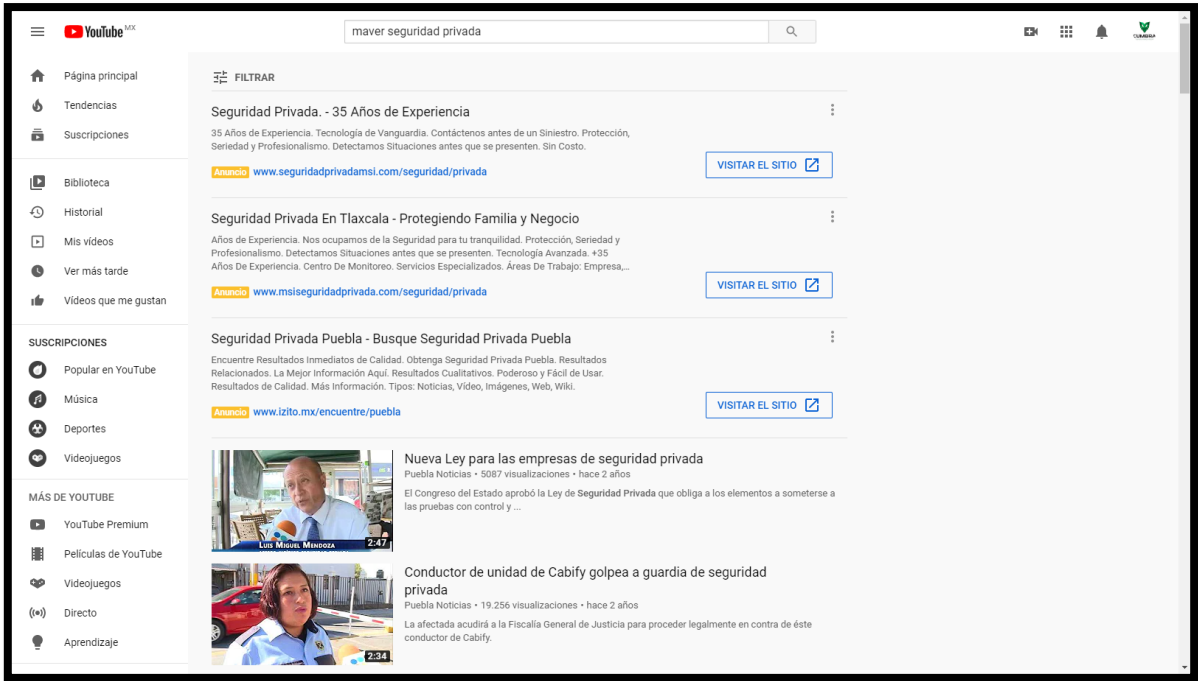 YouTube MX
maver seguridad privada
CUMBRA
Página principal
Tendencias
Suscripciones
Biblioteca
Historial
Mis vídeos
Ver más tarde
Vídeos que me gustan
SUSCRIPCIONES
Popular en YouTube
Música
Deportes
Videojuegos
MÁS DE YOUTUBE
YouTube Premium
Películas de YouTube
Videojuegos
Directo
Aprendizaje
FILTRAR
Seguridad Privada. - 35 Años de Experiencia
35 Años de Experiencia. Tecnología de Vanguardia. Contáctenos antes de un Siniestro. Protección,
Seriedad y Profesionalismo. Detectamos Situaciones antes que se presenten. Sin Costo.
Anuncio www.seguridadprivadamsi.com/seguridad/privada
VISITAR EL SITIO
Seguridad Privada En Tlaxcala - Protegiendo Familia y Negocio
Años de Experiencia. Nos ocupamos de la Seguridad para tu tranquilidad. Protección, Seriedad y
Profesionalismo. Detectamos Situaciones antes que se presenten. Tecnología Avanzada. +35
Años De Experiencia. Centro De Monitoreo. Servicios Especializados. Áreas De Trabajo: Empresa,...
Anuncio www.msiseguridadprivada.com/seguridad/privada
VISITAR EL SITIO
Seguridad Privada Puebla - Busque Seguridad Privada Puebla
Encuentre Resultados Inmediatos de Calidad. Obtenga Seguridad Privada Puebla. Resultados
Relacionados. La Mejor Información Aquí. Resultados Cualitativos. Poderoso y Fácil de Usar.
Resultados de Calidad. Más Información. Tipos: Noticias, Vídeo, Imágenes, Web, Wiki.
Anuncio www.izito.mx/encuentre/puebla
VISITAR EL SITIO
LUIS MIGUEL MENDOZA
2:47
Nueva Ley para las empresas de seguridad privada
Puebla Noticias • 5087 visualizaciones • hace 2 años
El Congreso del Estado aprobó la Ley de Seguridad Privada que obliga a los elementos a someterse a
las pruebas con control y ...
2:34
Conductor de unidad de Cabify golpea a guardia de seguridad
privada
Puebla Noticias • 19.256 visualizaciones • hace 2 años
La afectada acudirá a la Fiscalía General de Justicia para proceder legalmente en contra de éste
conductor de Cabify.